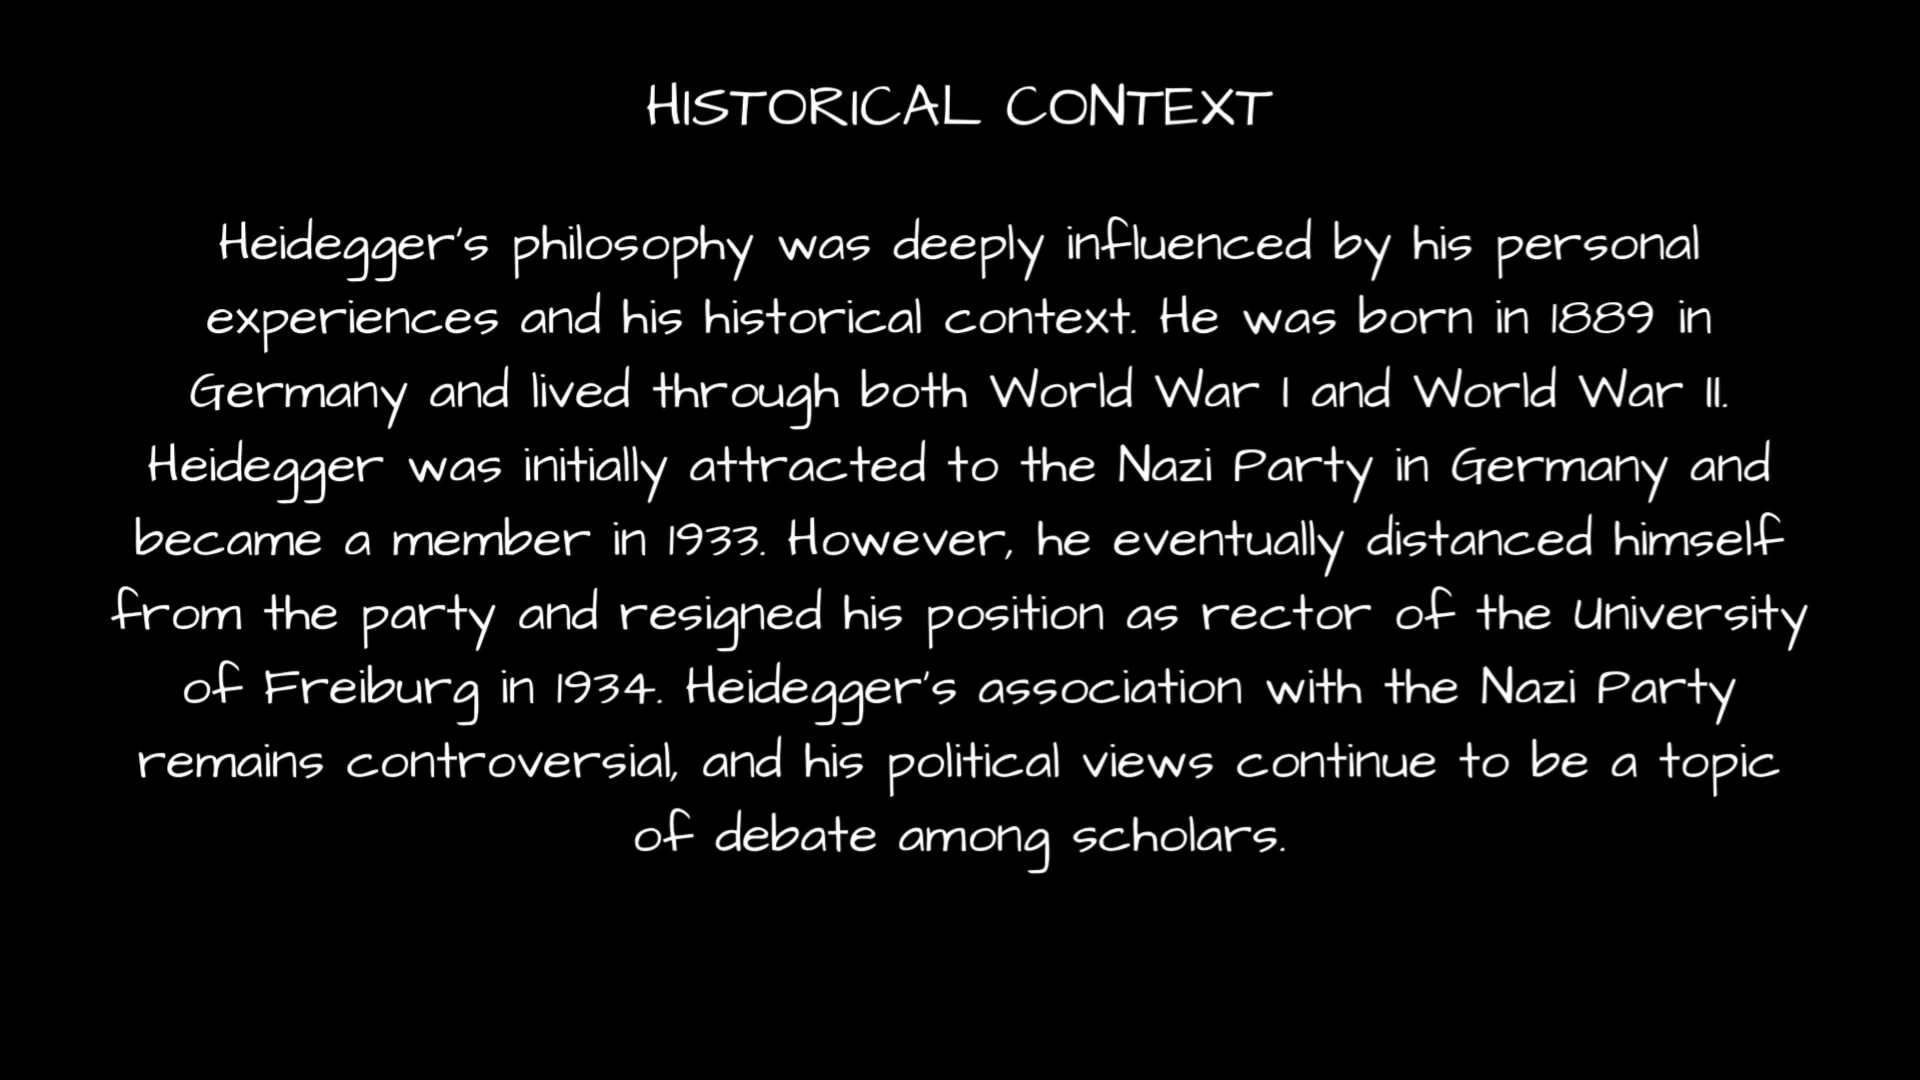 HISTORICAL CONTEXT
Heidegger's philosophy was deeply influenced by his personal
experiences and his historical context. He was born in 1889 in
Germany and lived through both World War I and World War II.
Heidegger was initially attracted to the Nazi Party in Germany and
became a member in 1933. However, he eventually distanced himself
from the party and resigned his position as rector of the University
of Freiburg in 1934. Heidegger's association with the Nazi Party
remains controversial, and his political views continue to be a topic
of debate among scholars.